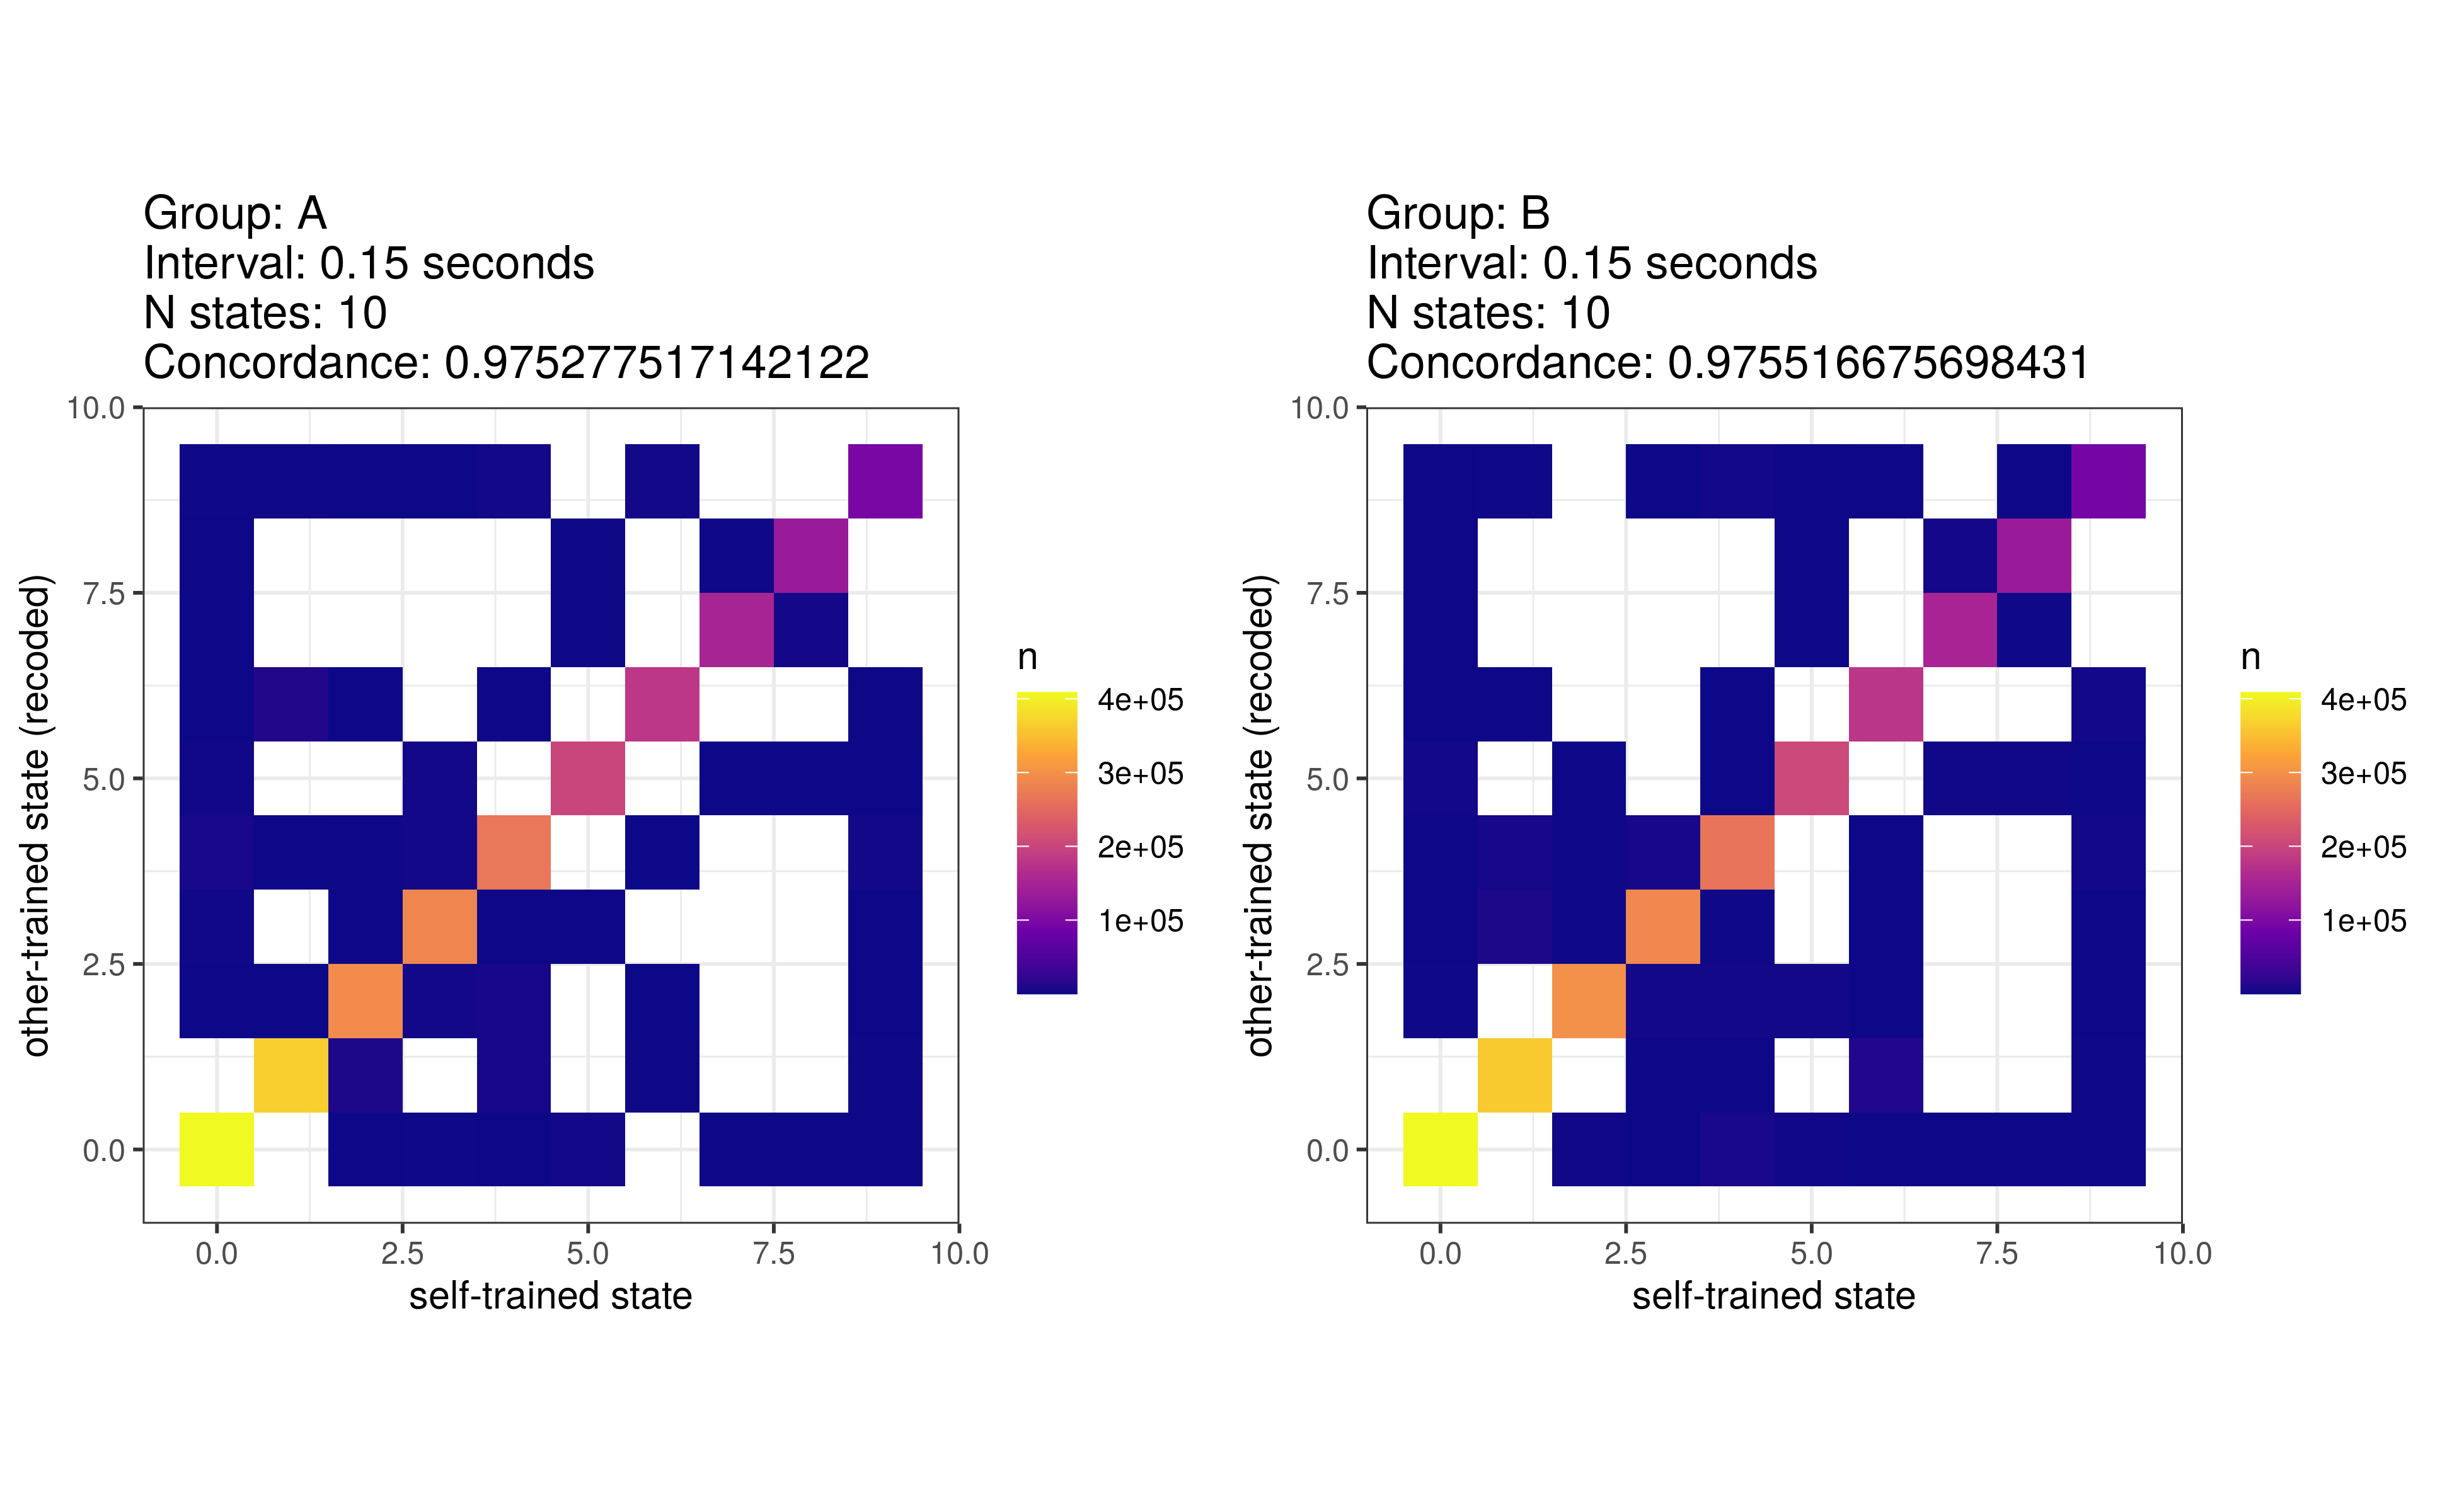 Group: A
Interval: 0.15 seconds
N states: 10
Concordance: 0.975277517142122
10.0
7.5
5.0
2.5
0.0
other-trained state (recoded)
0.0 2.5 5.0 7.5 10.0
self-trained state
n
4e+05
3e+05
2e+05
1e+05
Group: B
Interval: 0.15 seconds
N states: 10
Concordance: 0.975516675698431
10.0
7.5
5.0
2.5
0.0
other-trained state (recoded)
0.0 2.5 5.0 7.5 10.0
self-trained state
n
4e+05
3e+05
2e+05
1e+05